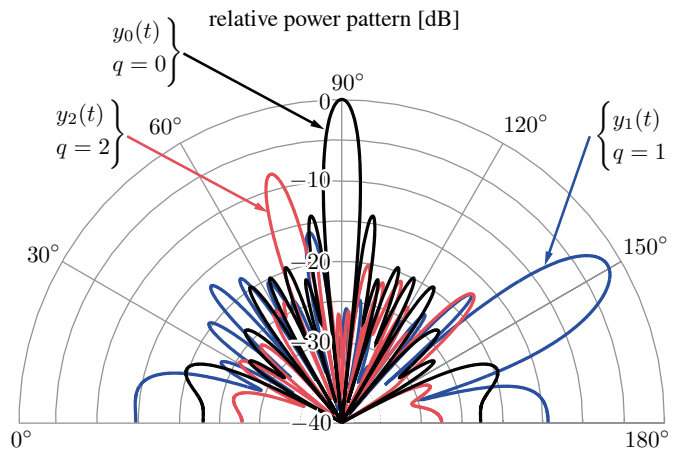 relative power pattern [dB]
y₀(t)
q = 0
90°
0
y₂(t)
q = 2
60°
120°
y₁(t)
q = 1
−10
30°
150°
−20
−30
−40
0°
180°